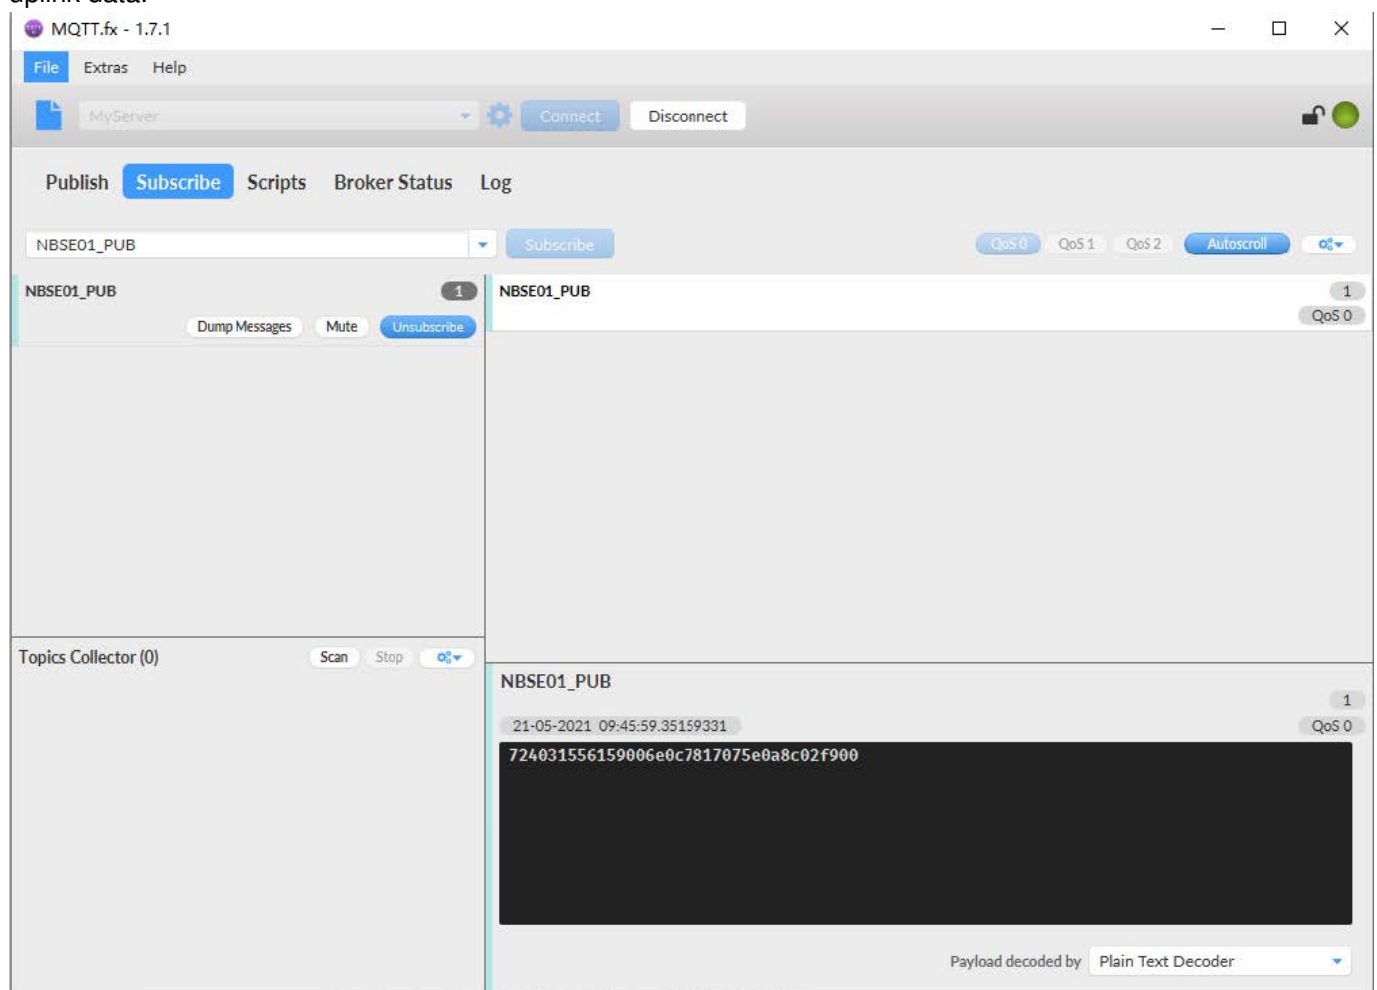 uplink data.
MQTT.fx - 1.7.1
File Extras Help
MyServer Connect Disconnect
Publish Subscribe Scripts Broker Status Log
NBSE01_PUB Subscribe QoS 0 QoS 1 QoS 2 Autoscroll
NBSE01_PUB 1
Dump Messages Mute Unsubscribe
NBSE01_PUB 1
QoS 0
Topics Collector (0) Scan Stop
NBSE01_PUB
1
21-05-2021 09:45:59.35159331 QoS 0
724031556159006e0c7817075e0a8c02f900
Payload decoded by Plain Text Decoder